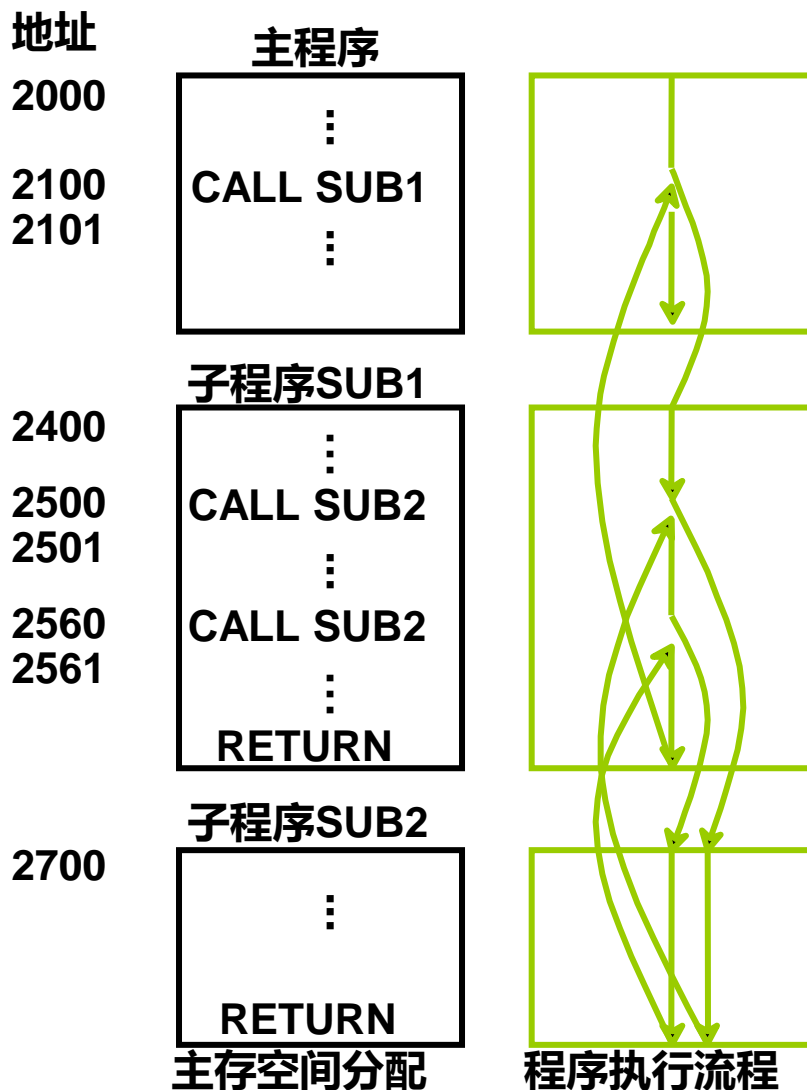 地址
主程序
2000
⋮
2100 CALL SUB1
2101
⋮
子程序SUB1
2400
⋮
2500 CALL SUB2
2501
⋮
2560 CALL SUB2
2561
⋮
RETURN
子程序SUB2
2700
⋮
RETURN
主存空间分配 程序执行流程